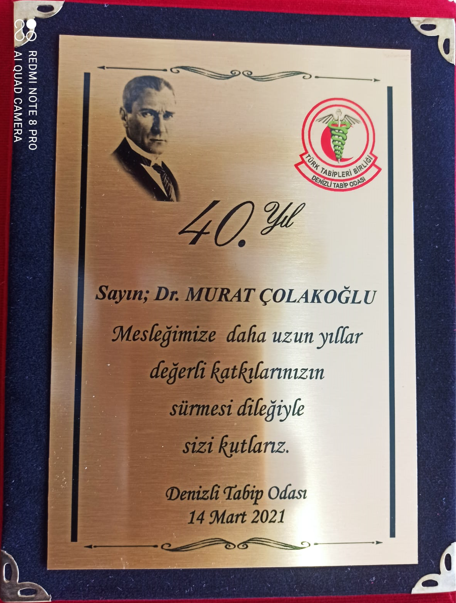 REDMI NOTE 8 PRO
AI QUAD CAMERA
TÜRK TABİPLERİ BİRLİĞİ
DENİZLİ TABİP ODASI
40. Yıl
Sayın; Dr. MURAT ÇOLAKOĞLU
Mesleğimize daha uzun yıllar
değerli katkılarınızın
sürmesi dileğiyle
sizi kutlarız.
Denizli Tabip Odası
14 Mart 2021